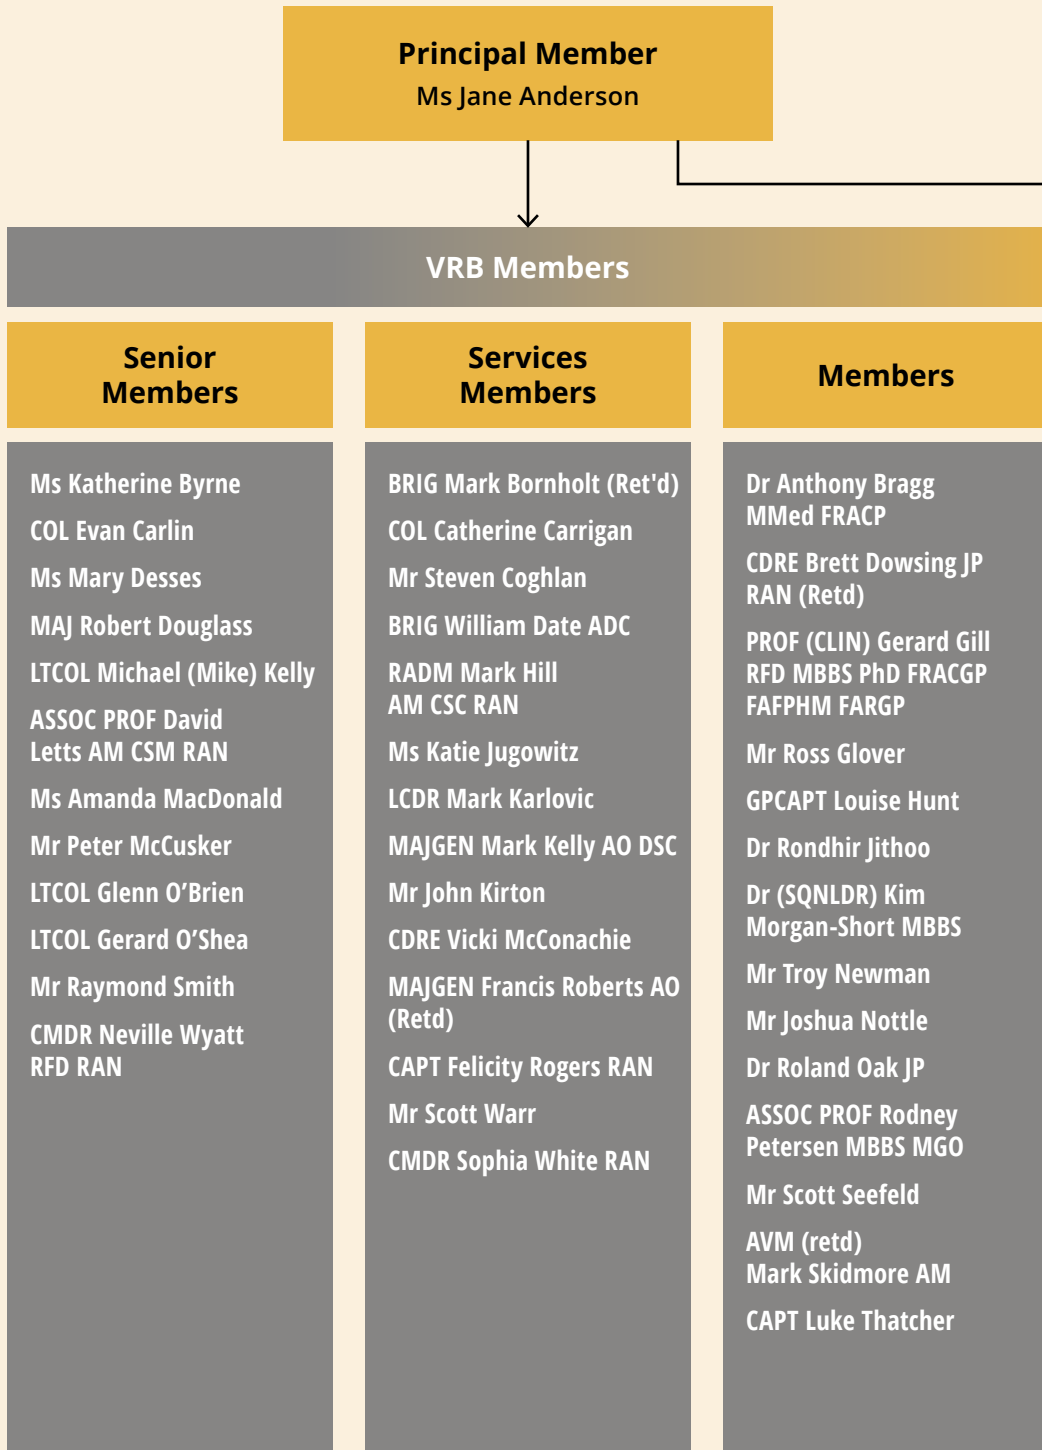 Principal Member
Ms Jane Anderson
VRB Members
Senior
Members
Ms Katherine Byrne
COL Evan Carlin
Ms Mary Desses
MAJ Robert Douglass
LTCOL Michael (Mike) Kelly
ASSOC PROF David
Letts AM CSM RAN
Ms Amanda MacDonald
Mr Peter McCusker
LTCOL Glenn O’Brien
LTCOL Gerard O’Shea
Mr Raymond Smith
CMDR Neville Wyatt
RFD RAN
Services
Members
BRIG Mark Bornholt (Ret'd)
COL Catherine Carrigan
Mr Steven Coghlan
BRIG William Date ADC
RADM Mark Hill
AM CSC RAN
Ms Katie Jugowitz
LCDR Mark Karlovic
MAJGEN Mark Kelly AO DSC
Mr John Kirton
CDRE Vicki McConachie
MAJGEN Francis Roberts AO
(Retd)
CAPT Felicity Rogers RAN
Mr Scott Warr
CMDR Sophia White RAN
Members
Dr Anthony Bragg
MMed FRACP
CDRE Brett Dowsing JP
RAN (Retd)
PROF (CLIN) Gerard Gill
RFD MBBS PhD FRACGP
FAFPHM FARGP
Mr Ross Glover
GPCAPT Louise Hunt
Dr Rondhir Jithoo
Dr (SQNLDR) Kim
Morgan-Short MBBS
Mr Troy Newman
Mr Joshua Nottle
Dr Roland Oak JP
ASSOC PROF Rodney
Petersen MBBS MGO
Mr Scott Seefeld
AVM (retd)
Mark Skidmore AM
CAPT Luke Thatcher